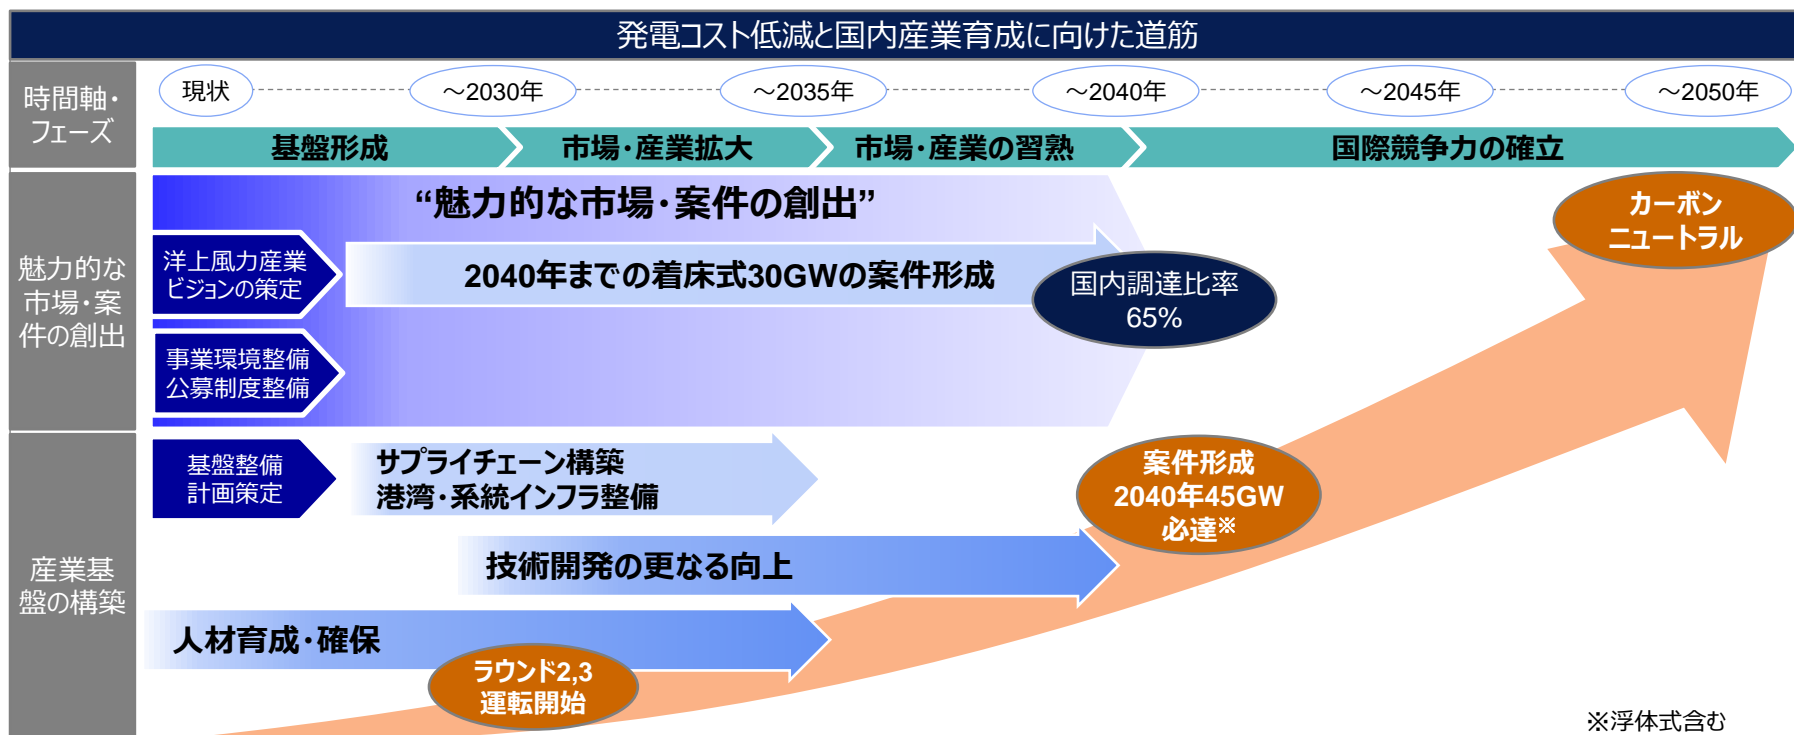 発電コスト低減と国内産業育成に向けた道筋
時間軸・
フェーズ
現状
～2030年
～2035年
～2040年
～2045年
～2050年
基盤形成
市場・産業拡大
市場・産業の習熟
国際競争力の確立
魅力的な
市場・案
件の創出
“魅力的な市場・案件の創出”
洋上風力産業
ビジョンの策定
2040年までの着床式30GWの案件形成
国内調達比率
65%
カーボン
ニュートラル
事業環境整備
公募制度整備
産業基
盤の構築
基盤整備
計画策定
サプライチェーン構築
港湾・系統インフラ整備
案件形成
2040年45GW
必達※
技術開発の更なる向上
人材育成・確保
ラウンド2,3
運転開始
※浮体式含む